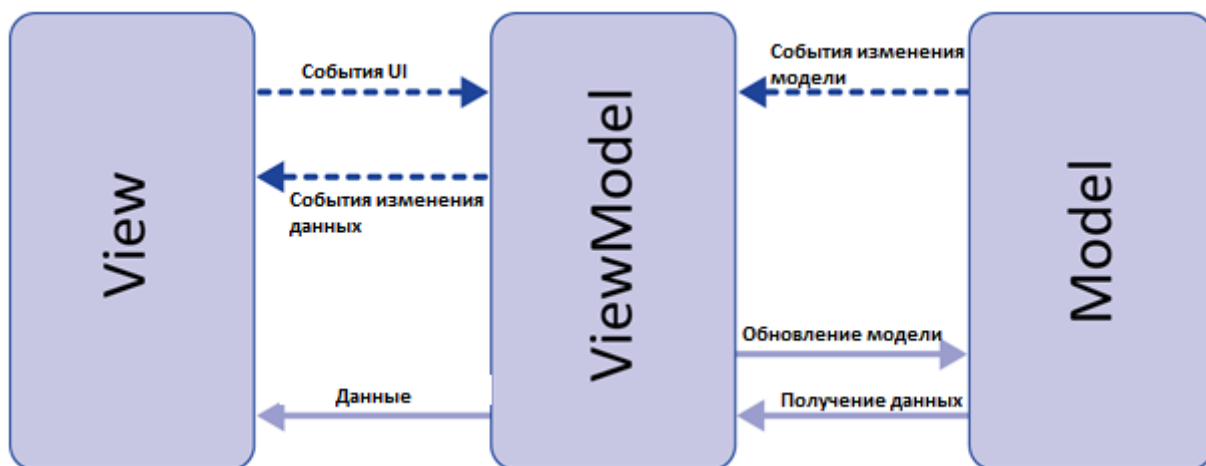 View
События UI
События изменения
данных
Данные
ViewModel
События изменения
модели
Обновление модели
Получение данных
Model